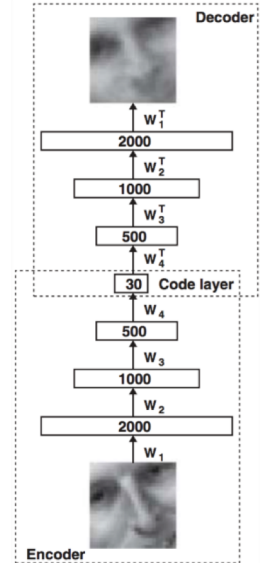 Decoder
W₁ᵀ
2000
W₂ᵀ
1000
W₃ᵀ
500
W₄ᵀ
30 Code layer
W₄
500
W₃
1000
W₂
2000
W₁
Encoder